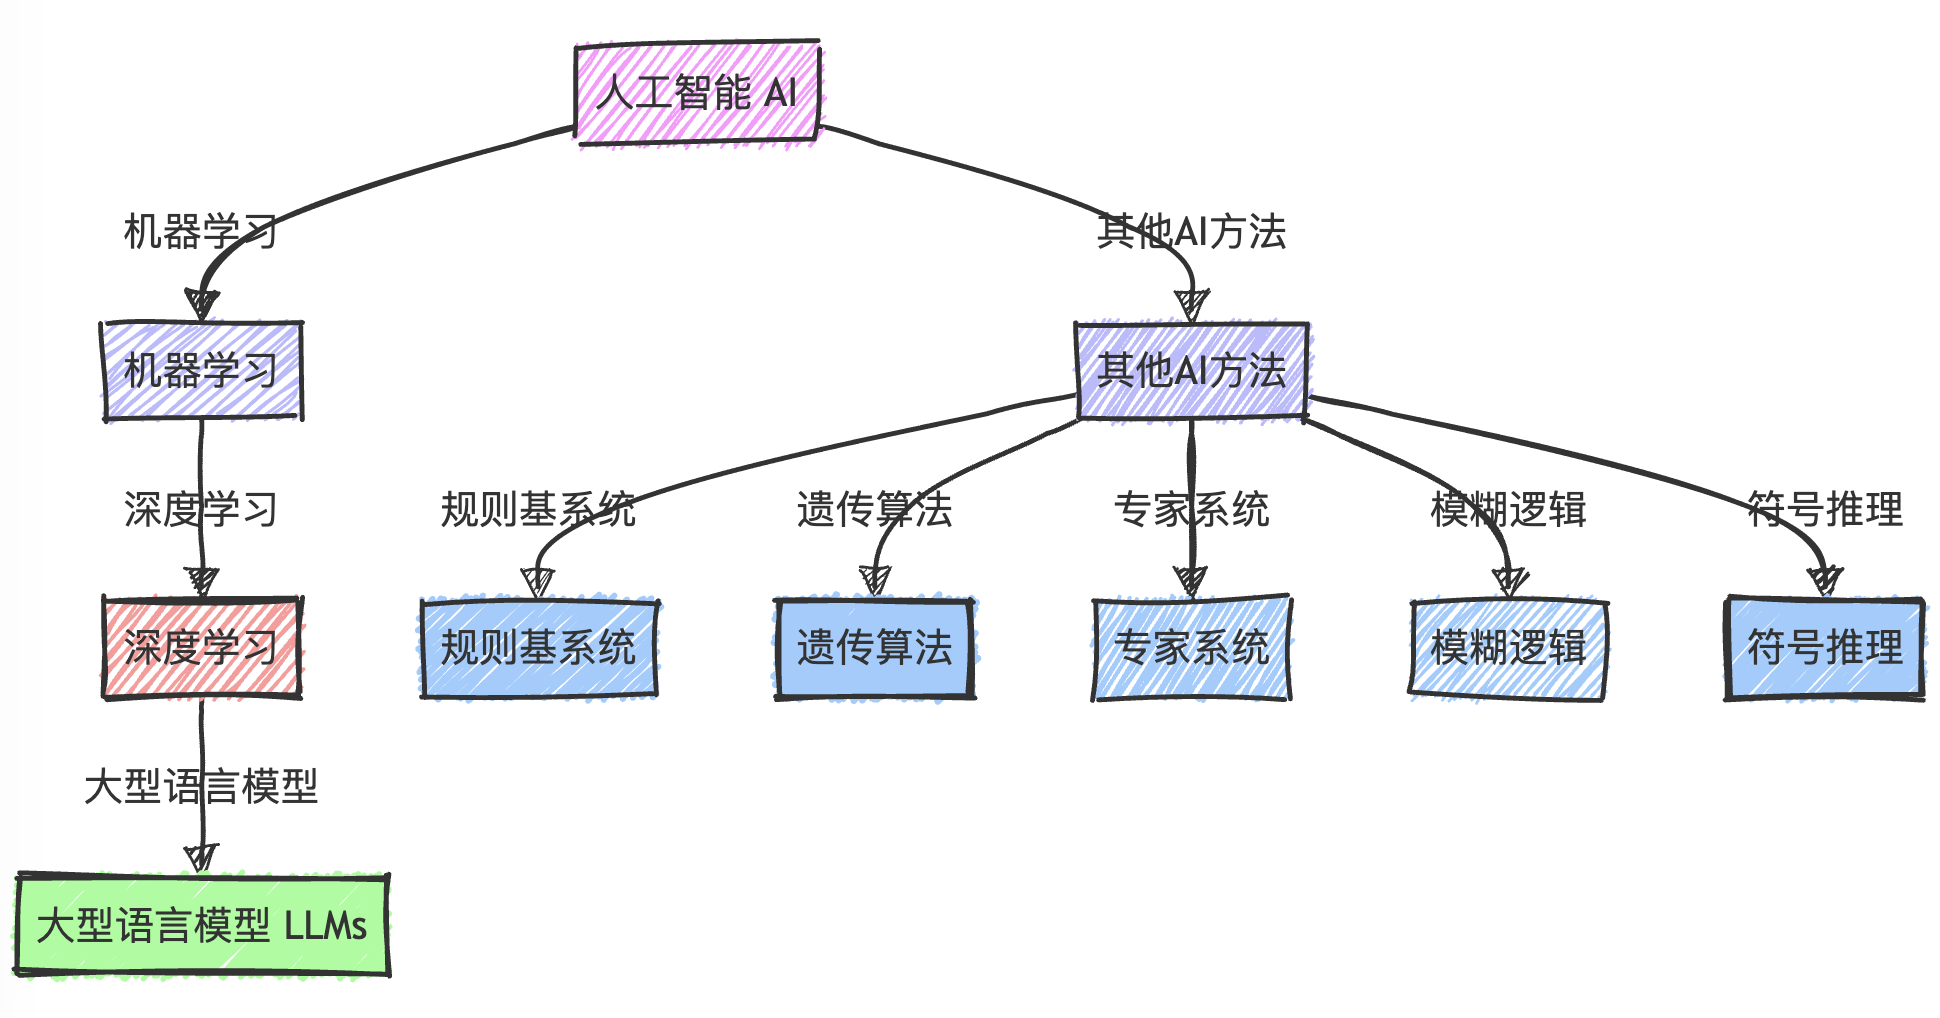 人工智能 AI
机器学习
其他AI方法
机器学习
其他AI方法
深度学习
规则基系统
遗传算法
专家系统
模糊逻辑
符号推理
深度学习
规则基系统
遗传算法
专家系统
模糊逻辑
符号推理
大型语言模型
大型语言模型 LLMs